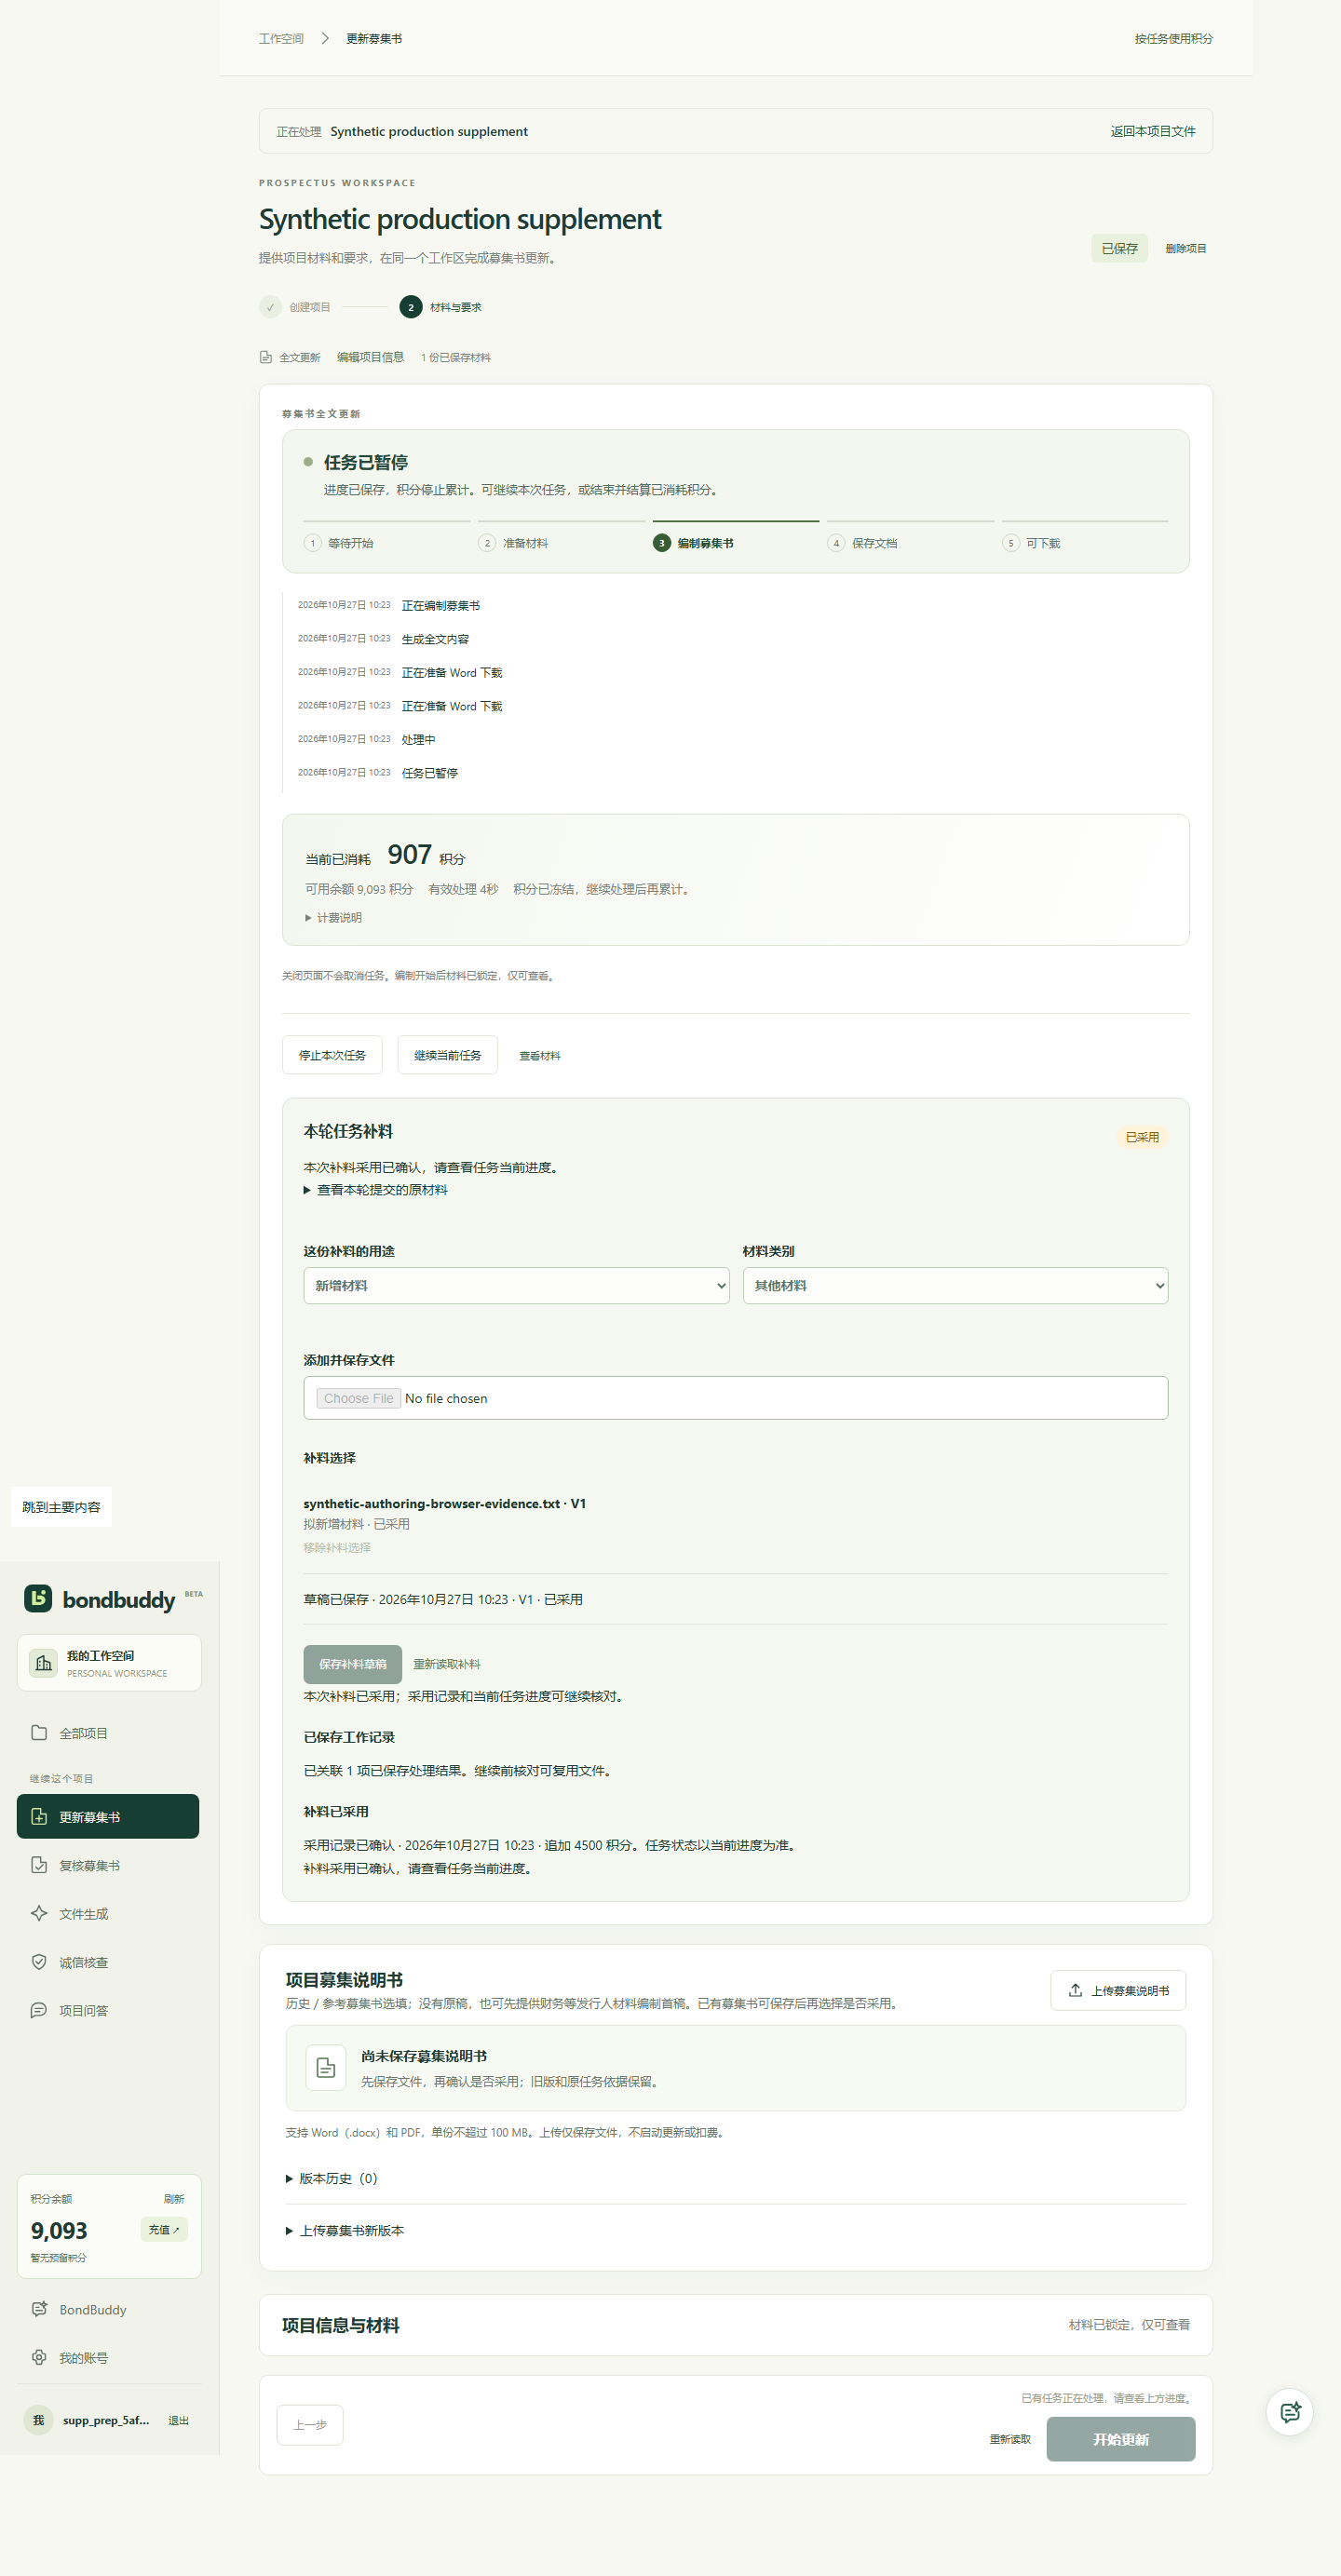 工作空间 > 更新募集书
按任务使用积分
正在处理 Synthetic production supplement
返回本项目文件
PROSPECTUS WORKSPACE
Synthetic production supplement
提供项目材料和要求，在同一个工作区完成募集书更新。
已保存 删除项目
✓ 创建项目
2 材料与要求
全文更新 编辑项目信息 1 份已保存材料
募集书全文更新
任务已暂停
进度已保存，积分停止累计。可继续本次任务，或结束并结算已消耗积分。
1 等待开始
2 准备材料
3 编制募集书
4 保存文档
5 可下载
2026年10月27日 10:23 正在编制募集书
2026年10月27日 10:23 生成全文内容
2026年10月27日 10:23 正在准备 Word 下载
2026年10月27日 10:23 正在准备 Word 下载
2026年10月27日 10:23 处理中
2026年10月27日 10:23 任务已暂停
当前已消耗 907 积分
可用余额 9,093 积分 有效处理 4秒 积分已冻结，继续处理后再累计。
▶ 计费说明
关闭页面不会取消任务。编制开始后材料已锁定，仅可查看。
停止本次任务
继续当前任务
查看材料
本轮任务补料
已采用
本次补料采用已确认，请查看任务当前进度。
▶ 查看本轮提交的原材料
这份补料的用途
新增材料
材料类别
其他材料
添加并保存文件
Choose File No file chosen
补料选择
synthetic-authoring-browser-evidence.txt · V1
拟新增材料 · 已采用
移除补料选择
草稿已保存 · 2026年10月27日 10:23 · V1 · 已采用
保存补料草稿 重新读取补料
本次补料已采用；采用记录和当前任务进度可继续核对。
已保存工作记录
已关联 1 项已保存处理结果。继续前核对可复用文件。
补料已采用
采用记录已确认 · 2026年10月27日 10:23 · 追加 4500 积分。任务状态以当前进度为准。
补料采用已确认，请查看任务当前进度。
项目募集说明书
历史 / 参考募集书选填；没有原稿，也可先提供财务等发行人材料编制首稿。已有募集书可保存后再选择是否采用。
上传募集说明书
尚未保存募集说明书
先保存文件，再确认是否采用；旧版和原任务依据保留。
支持 Word（.docx）和 PDF，单份不超过 100 MB。上传仅保存文件，不启动更新或扣费。
▶ 版本历史（0）
▶ 上传募集书新版本
项目信息与材料
材料已锁定，仅可查看
上一步
已有任务正在处理，请查看上方进度。
重新读取
开始更新
跳到主要内容
bondbuddy BETA
我的工作空间
PERSONAL WORKSPACE
全部项目
继续这个项目
更新募集书
复核募集书
文件生成
诚信核查
项目问答
积分余额 刷新
9,093 充值 ↗
暂无预留积分
BondBuddy
我的账号
我 supp_prep_5af... 退出